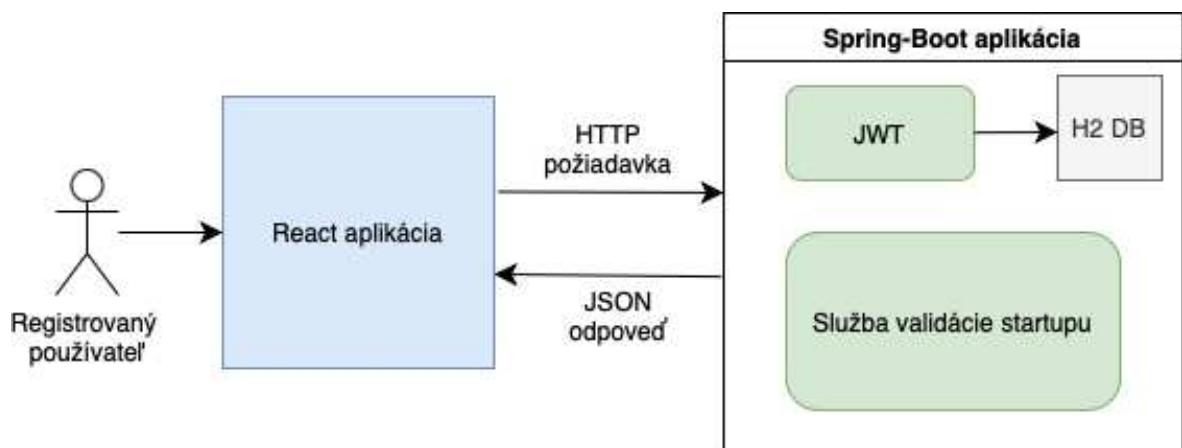 Spring-Boot aplikácia
JWT
H2 DB
HTTP
požiadavka
React aplikácia
JSON
odpoveď
Služba validácie startupu
Registrovaný
používateľ